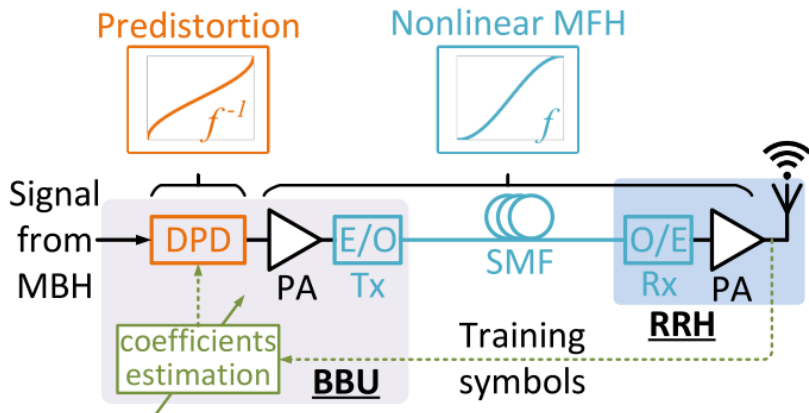 Predistortion
Nonlinear MFH
f⁻¹
f
Signal
from
MBH
DPD
PA
E/O
Tx
SMF
O/E
Rx
PA
RRH
coefficients
estimation
BBU
Training
symbols